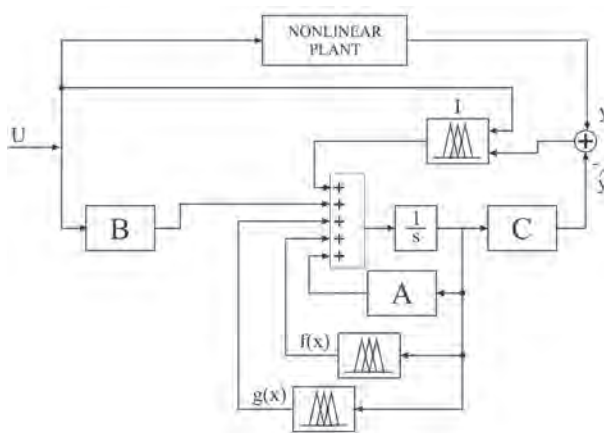 NONLINEAR
PLANT
I
U
y
+
-
ŷ
B
+
+
+
+
+
1
s
C
A
f(x)
g(x)